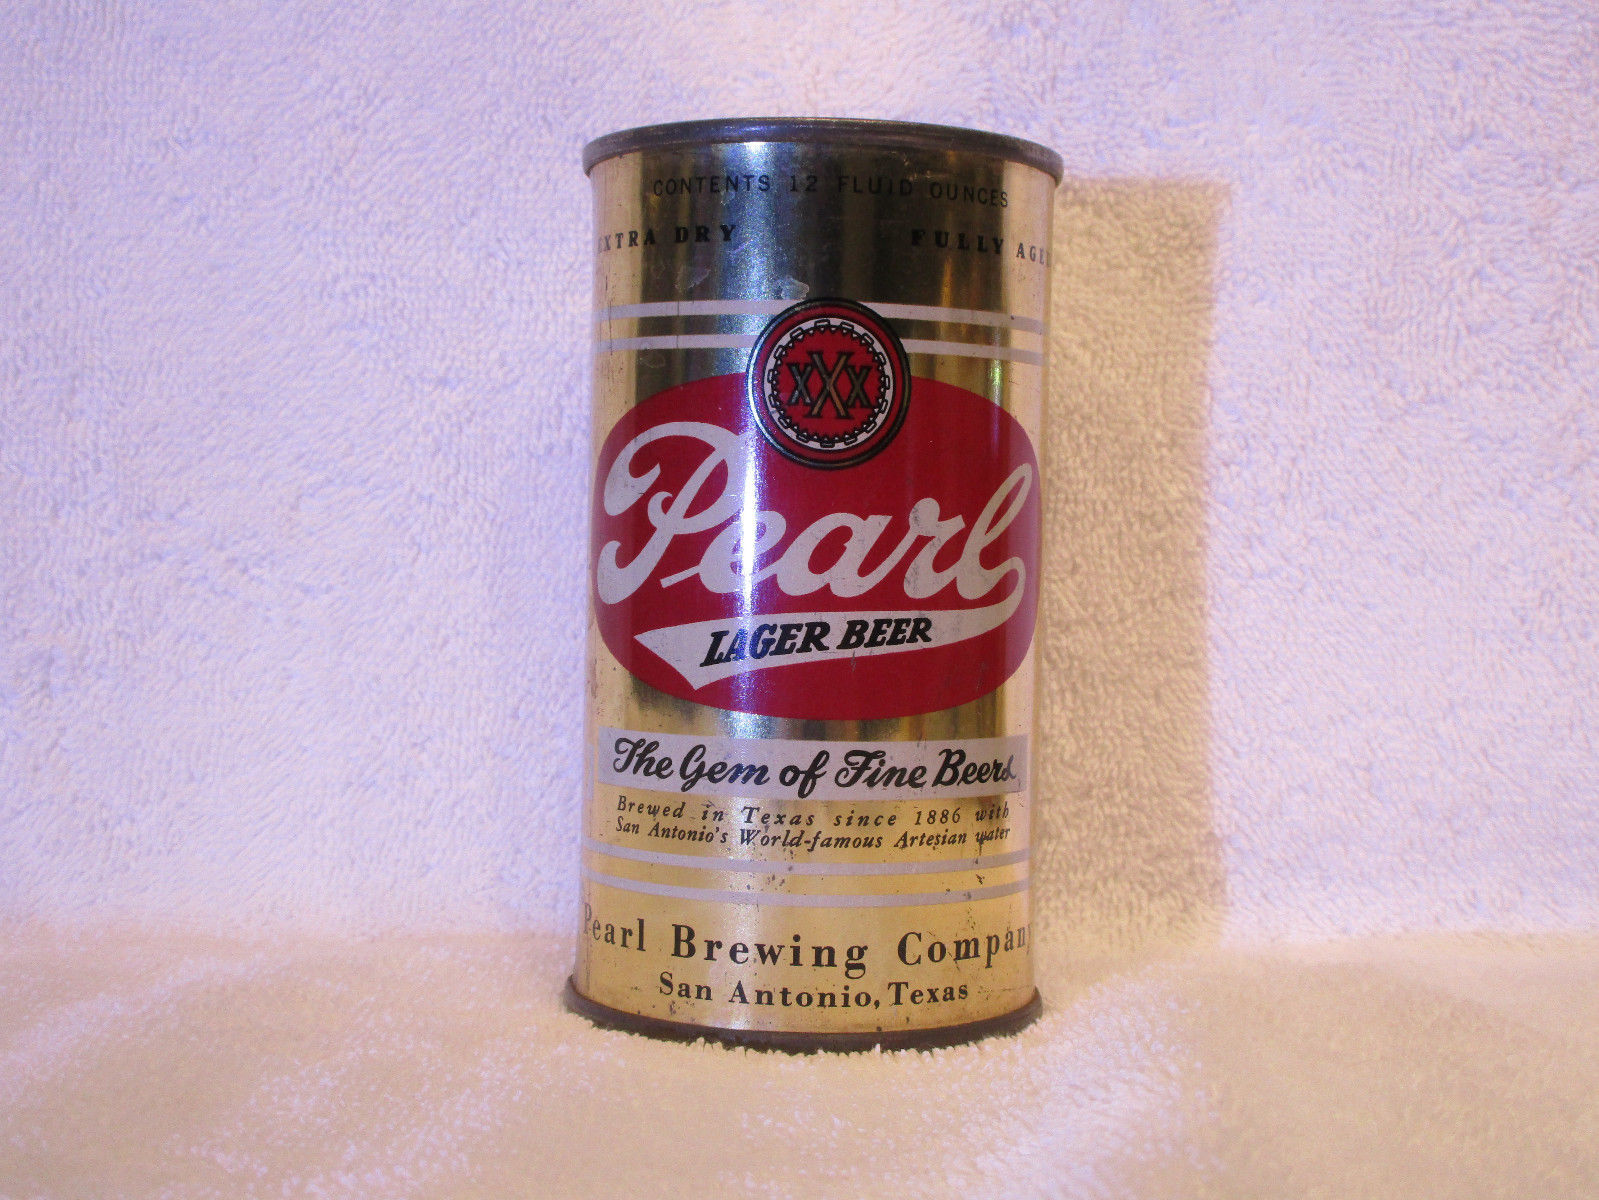 CONTENTS 12 FLUID OUNCES
EXTRA DRY FULLY AGED
XXX
Pearl
LAGER BEER
The Gem of Fine Beers
Brewed in Texas since 1886 with
San Antonio's World-famous Artesian water
Pearl Brewing Company
San Antonio, Texas